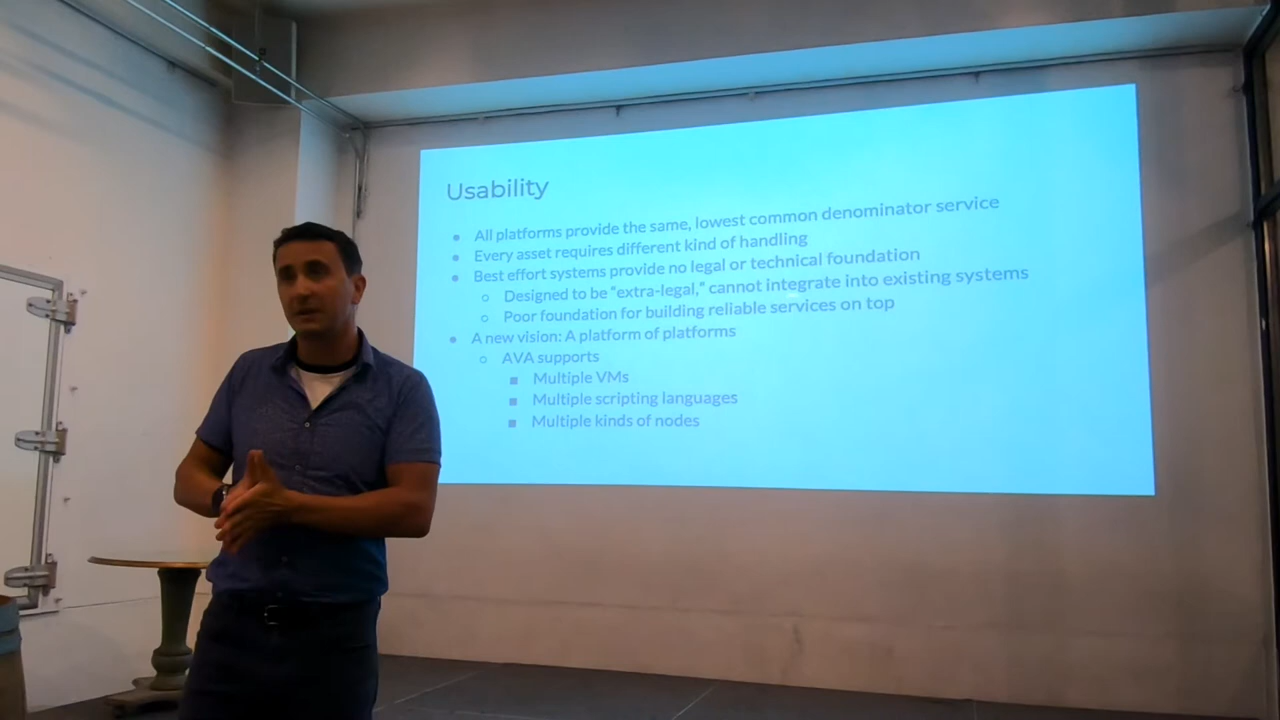 Usability
• All platforms provide the same, lowest common denominator service
• Every asset requires different kind of handling
• Best effort systems provide no legal or technical foundation
○ Designed to be "extra-legal," cannot integrate into existing systems
○ Poor foundation for building reliable services on top
• A new vision: A platform of platforms
○ AVA supports
■ Multiple VMs
■ Multiple scripting languages
■ Multiple kinds of nodes